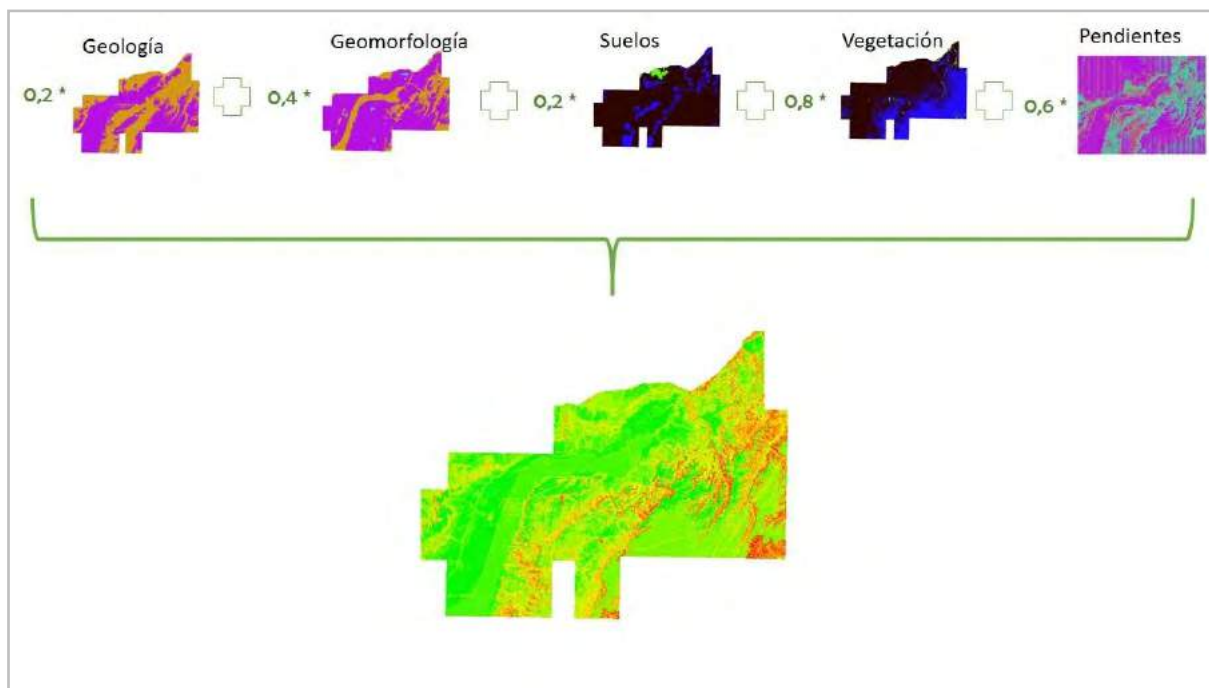 Geología
Geomorfología
Suelos
Vegetación
Pendientes
0,2 *
0,4 *
0,2 *
0,8 *
0,6 *